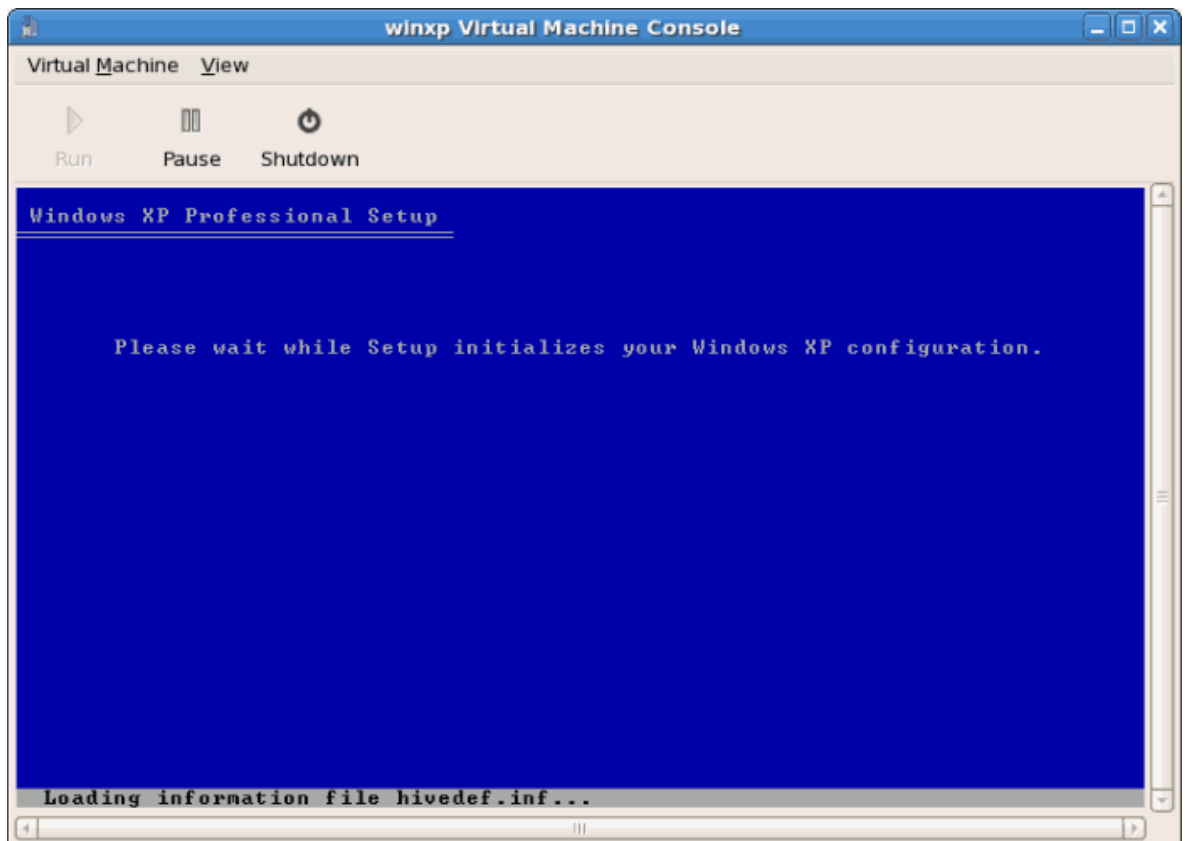 winxp Virtual Machine Console
Virtual Machine View
Run Pause Shutdown
Windows XP Professional Setup
Please wait while Setup initializes your Windows XP configuration.
Loading information file hivedef.inf...